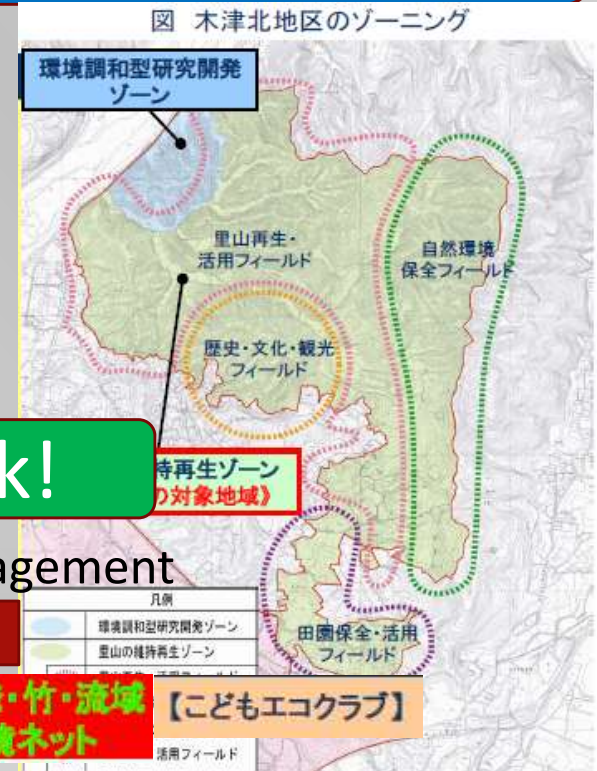 図 木津北地区のゾーニング
環境調和型研究開発
ゾーン
里山再生・
活用フィールド
自然環境
保全フィールド
歴史・文化・観光
フィールド
k!
持再生ゾーン
の対象地域》
agement
凡例
環境調和型研究開発ゾーン
里山の維持再生ゾーン
田園保全・活用
フィールド
・竹・流域
ネット
【こどもエコクラブ】
活用フィールド